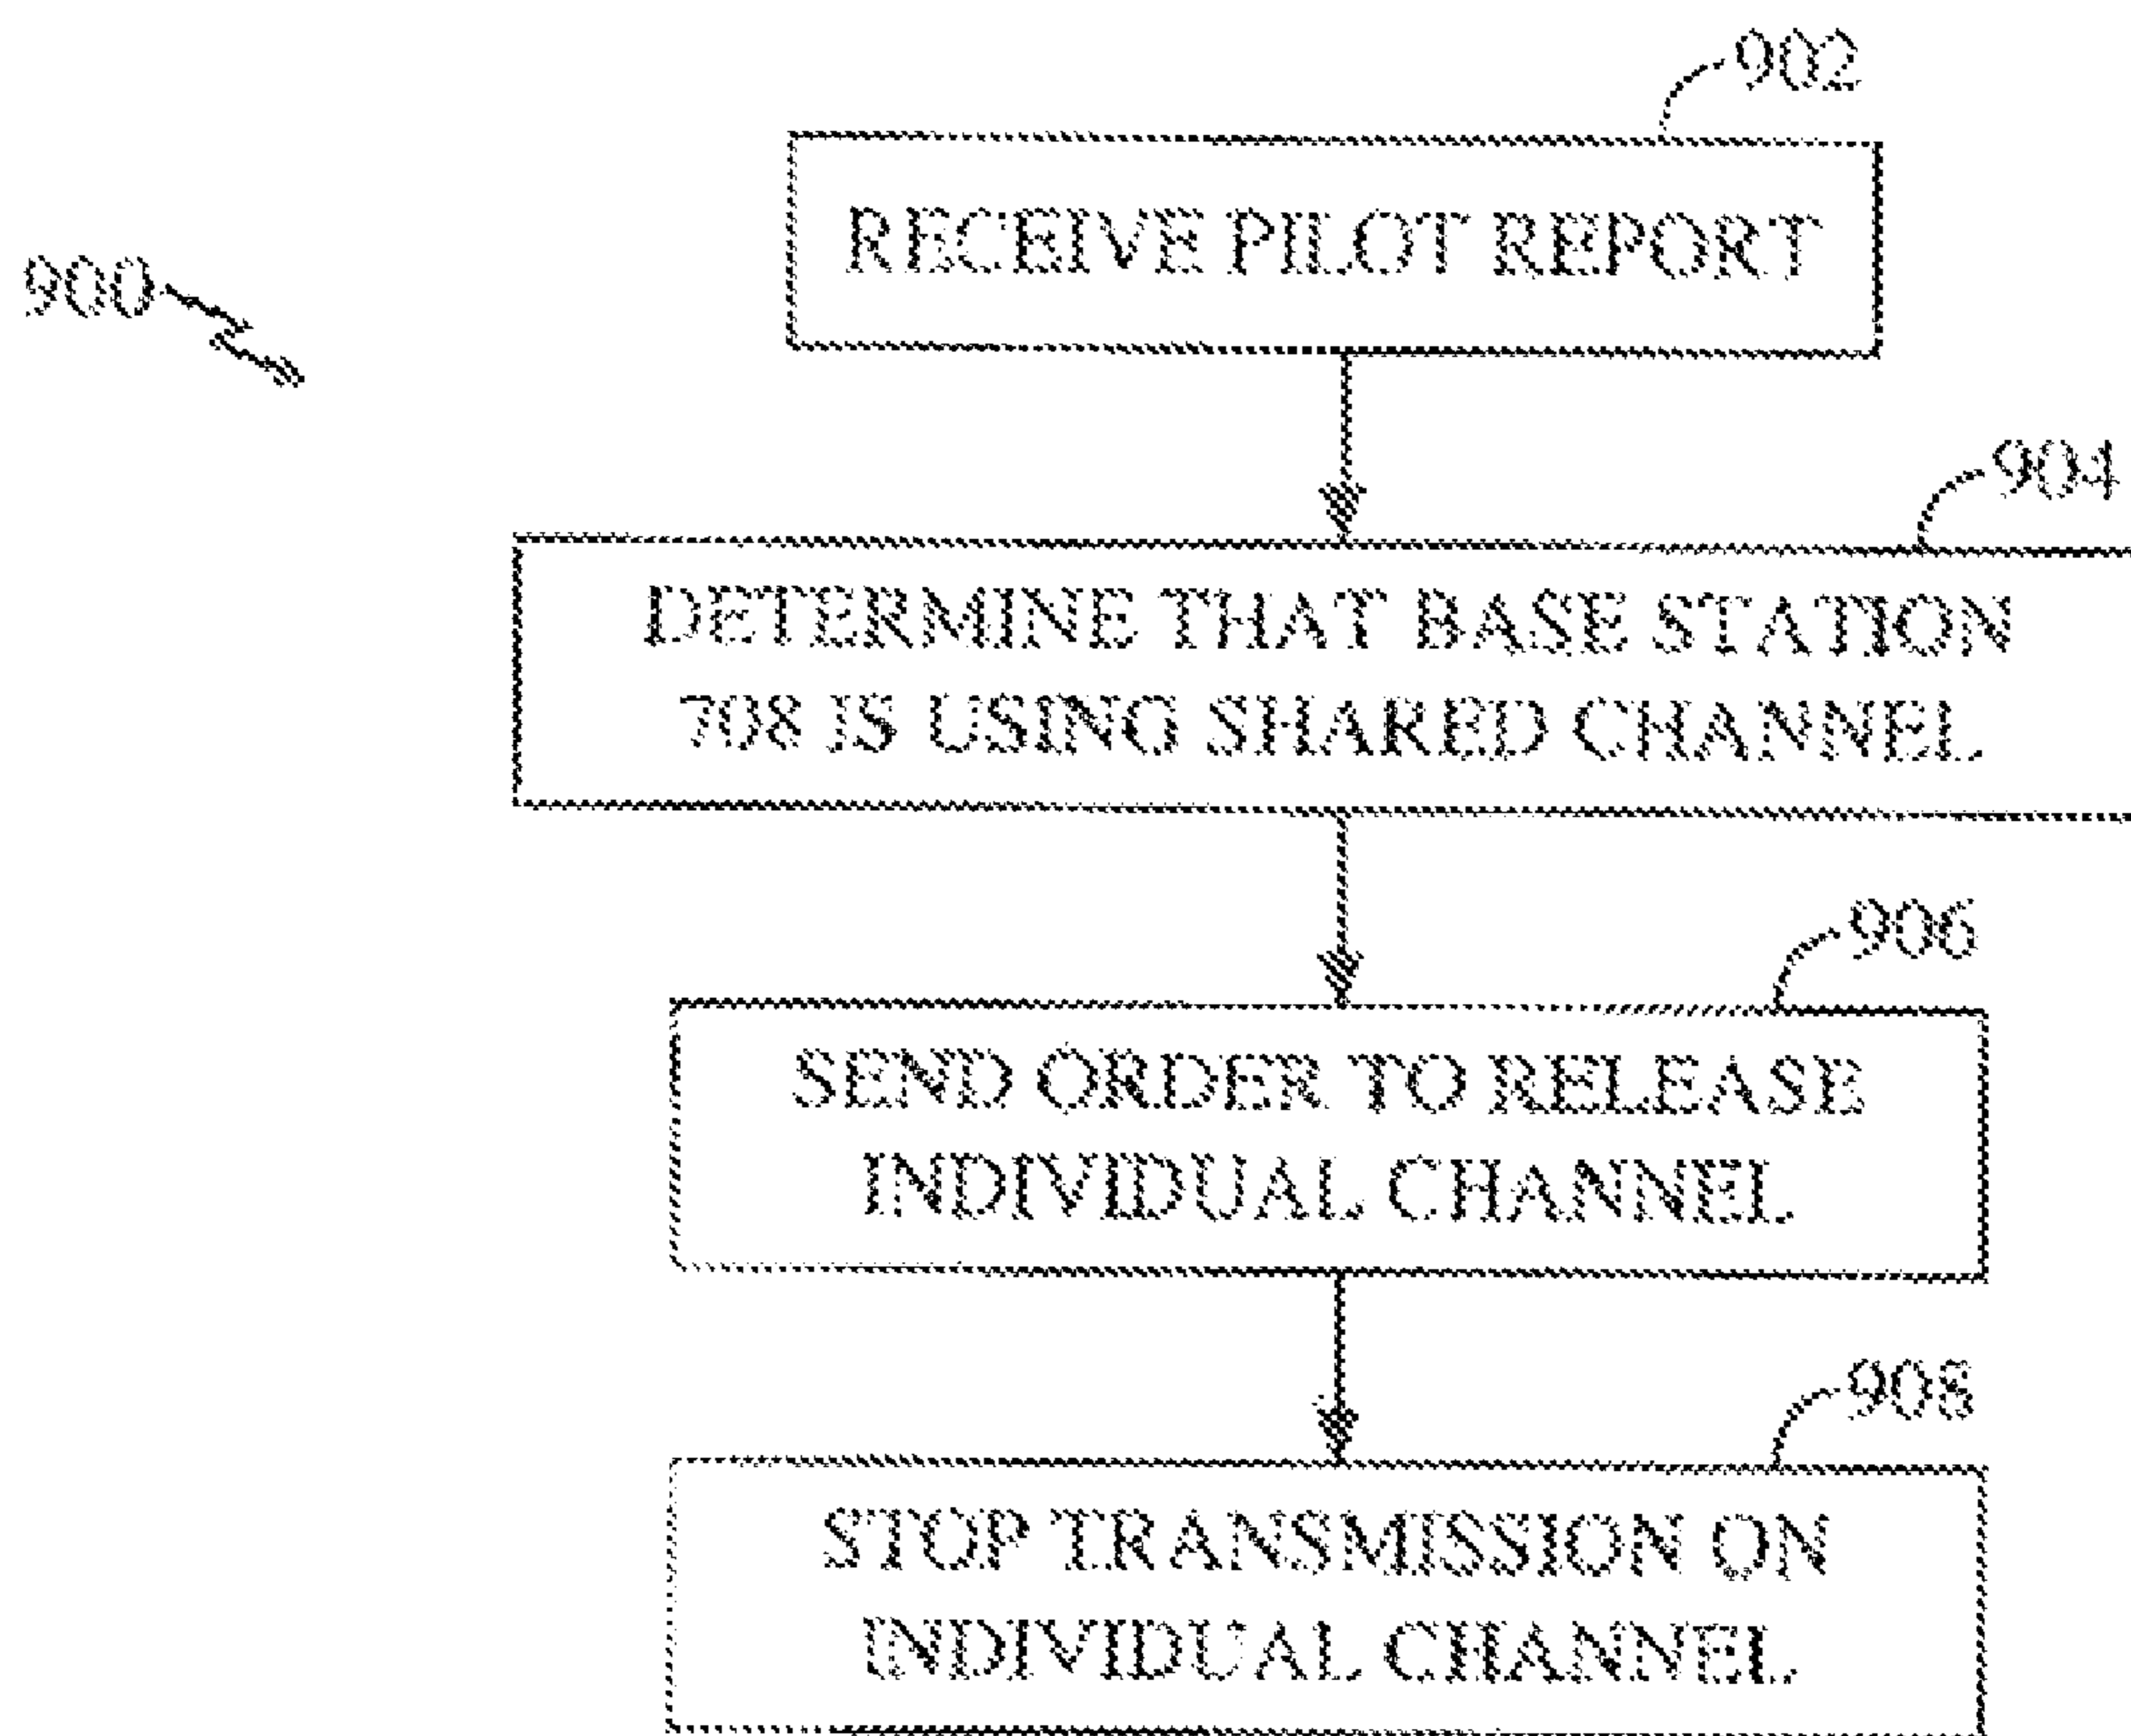 902
RECEIVE PILOT REPORT
900
904
DETERMINE THAT BASE STATION
708 IS USING SHARED CHANNEL
906
SEND ORDER TO RELEASE
INDIVIDUAL CHANNEL
908
STOP TRANSMISSION ON
INDIVIDUAL CHANNEL